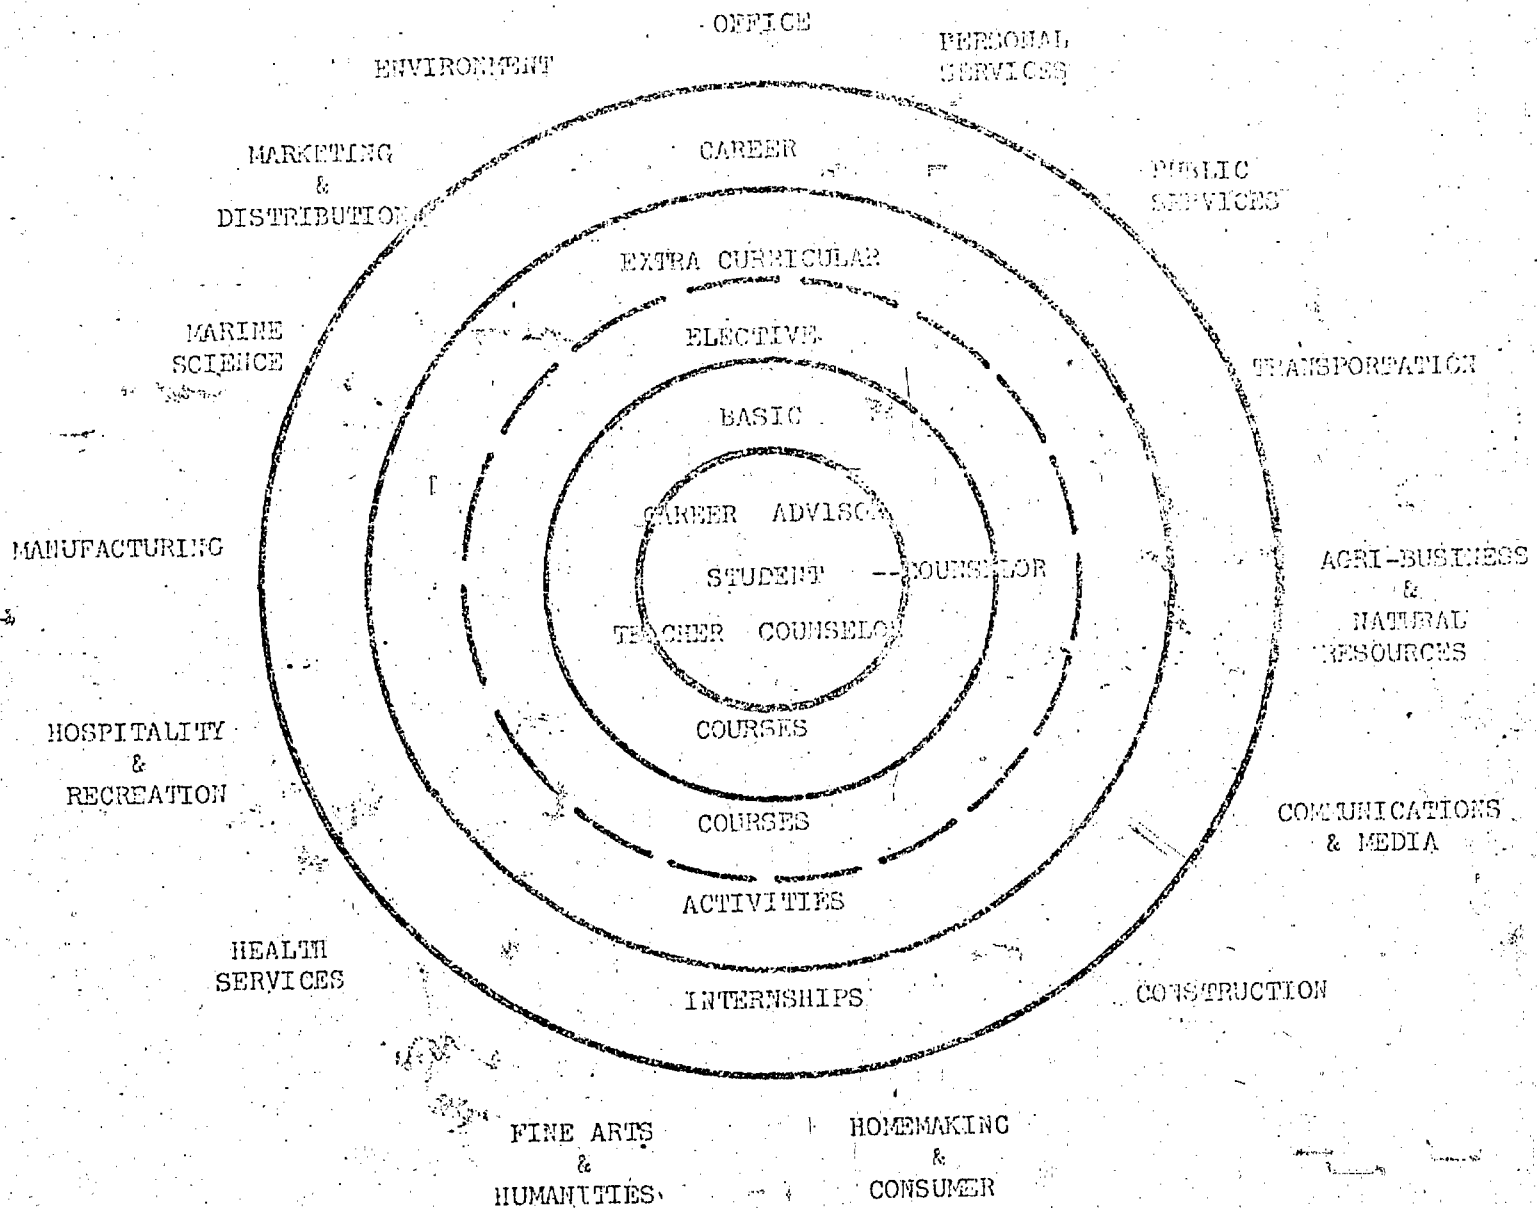 OFFICE
PERSONAL
SERVICES
ENVIRONMENT
MARKETING
&
DISTRIBUTION
CAREER
PUBLIC
SERVICES
EXTRA CURRICULAR
MARINE
SCIENCE
ELECTIVE
TRANSPORTATION
BASIC
CAREER ADVISOR
MANUFACTURING
STUDENT --COUNSELOR
AGRI-BUSINESS
&
NATURAL
RESOURCES
TEACHER COUNSELOR
COURSES
HOSPITALITY
&
RECREATION
COURSES
COMMUNICATIONS
& MEDIA
ACTIVITIES
HEALTH
SERVICES
INTERNSHIPS
CONSTRUCTION
FINE ARTS
&
HUMANITIES
HOMEMAKING
&
CONSUMER